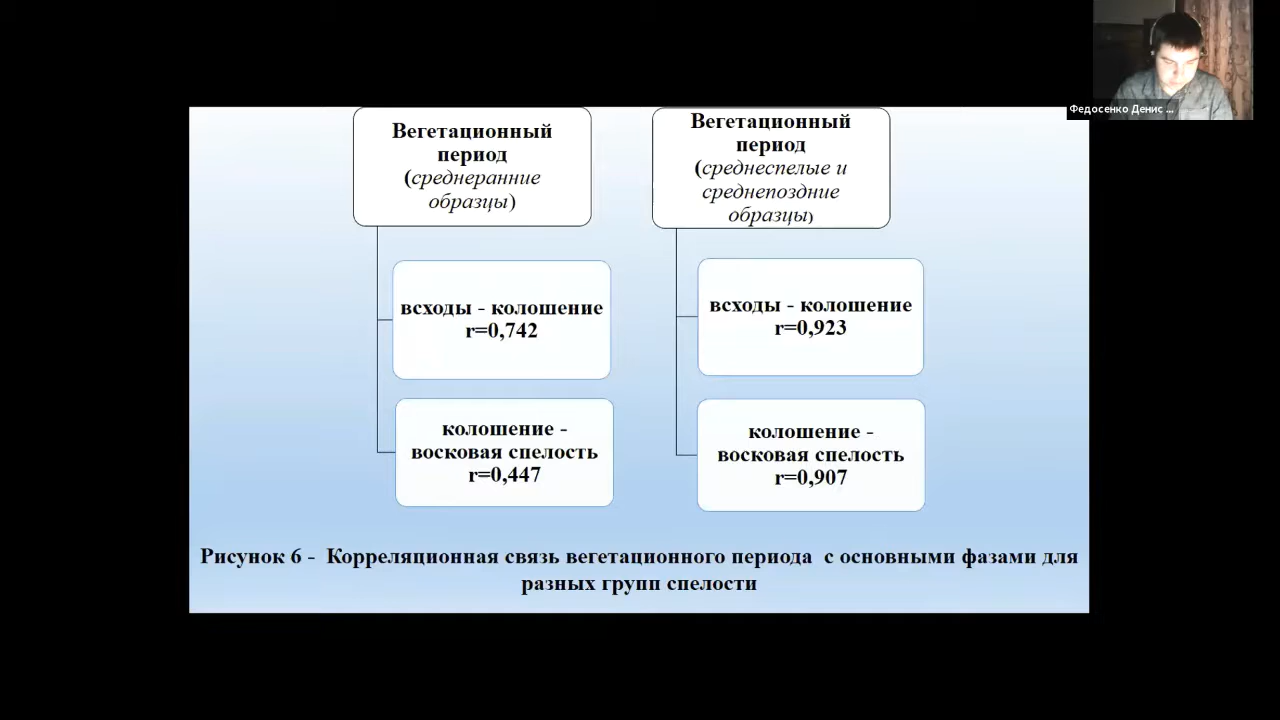 Федосенко Денис ...
Вегетационный
период
(среднеранние
образцы)
всходы - колошение
r=0,742
колошение -
восковая спелость
r=0,447
Вегетационный
период
(среднеспелые и
среднепоздние
образцы)
всходы - колошение
r=0,923
колошение -
восковая спелость
r=0,907
Рисунок 6 - Корреляционная связь вегетационного периода с основными фазами для
разных групп спелости